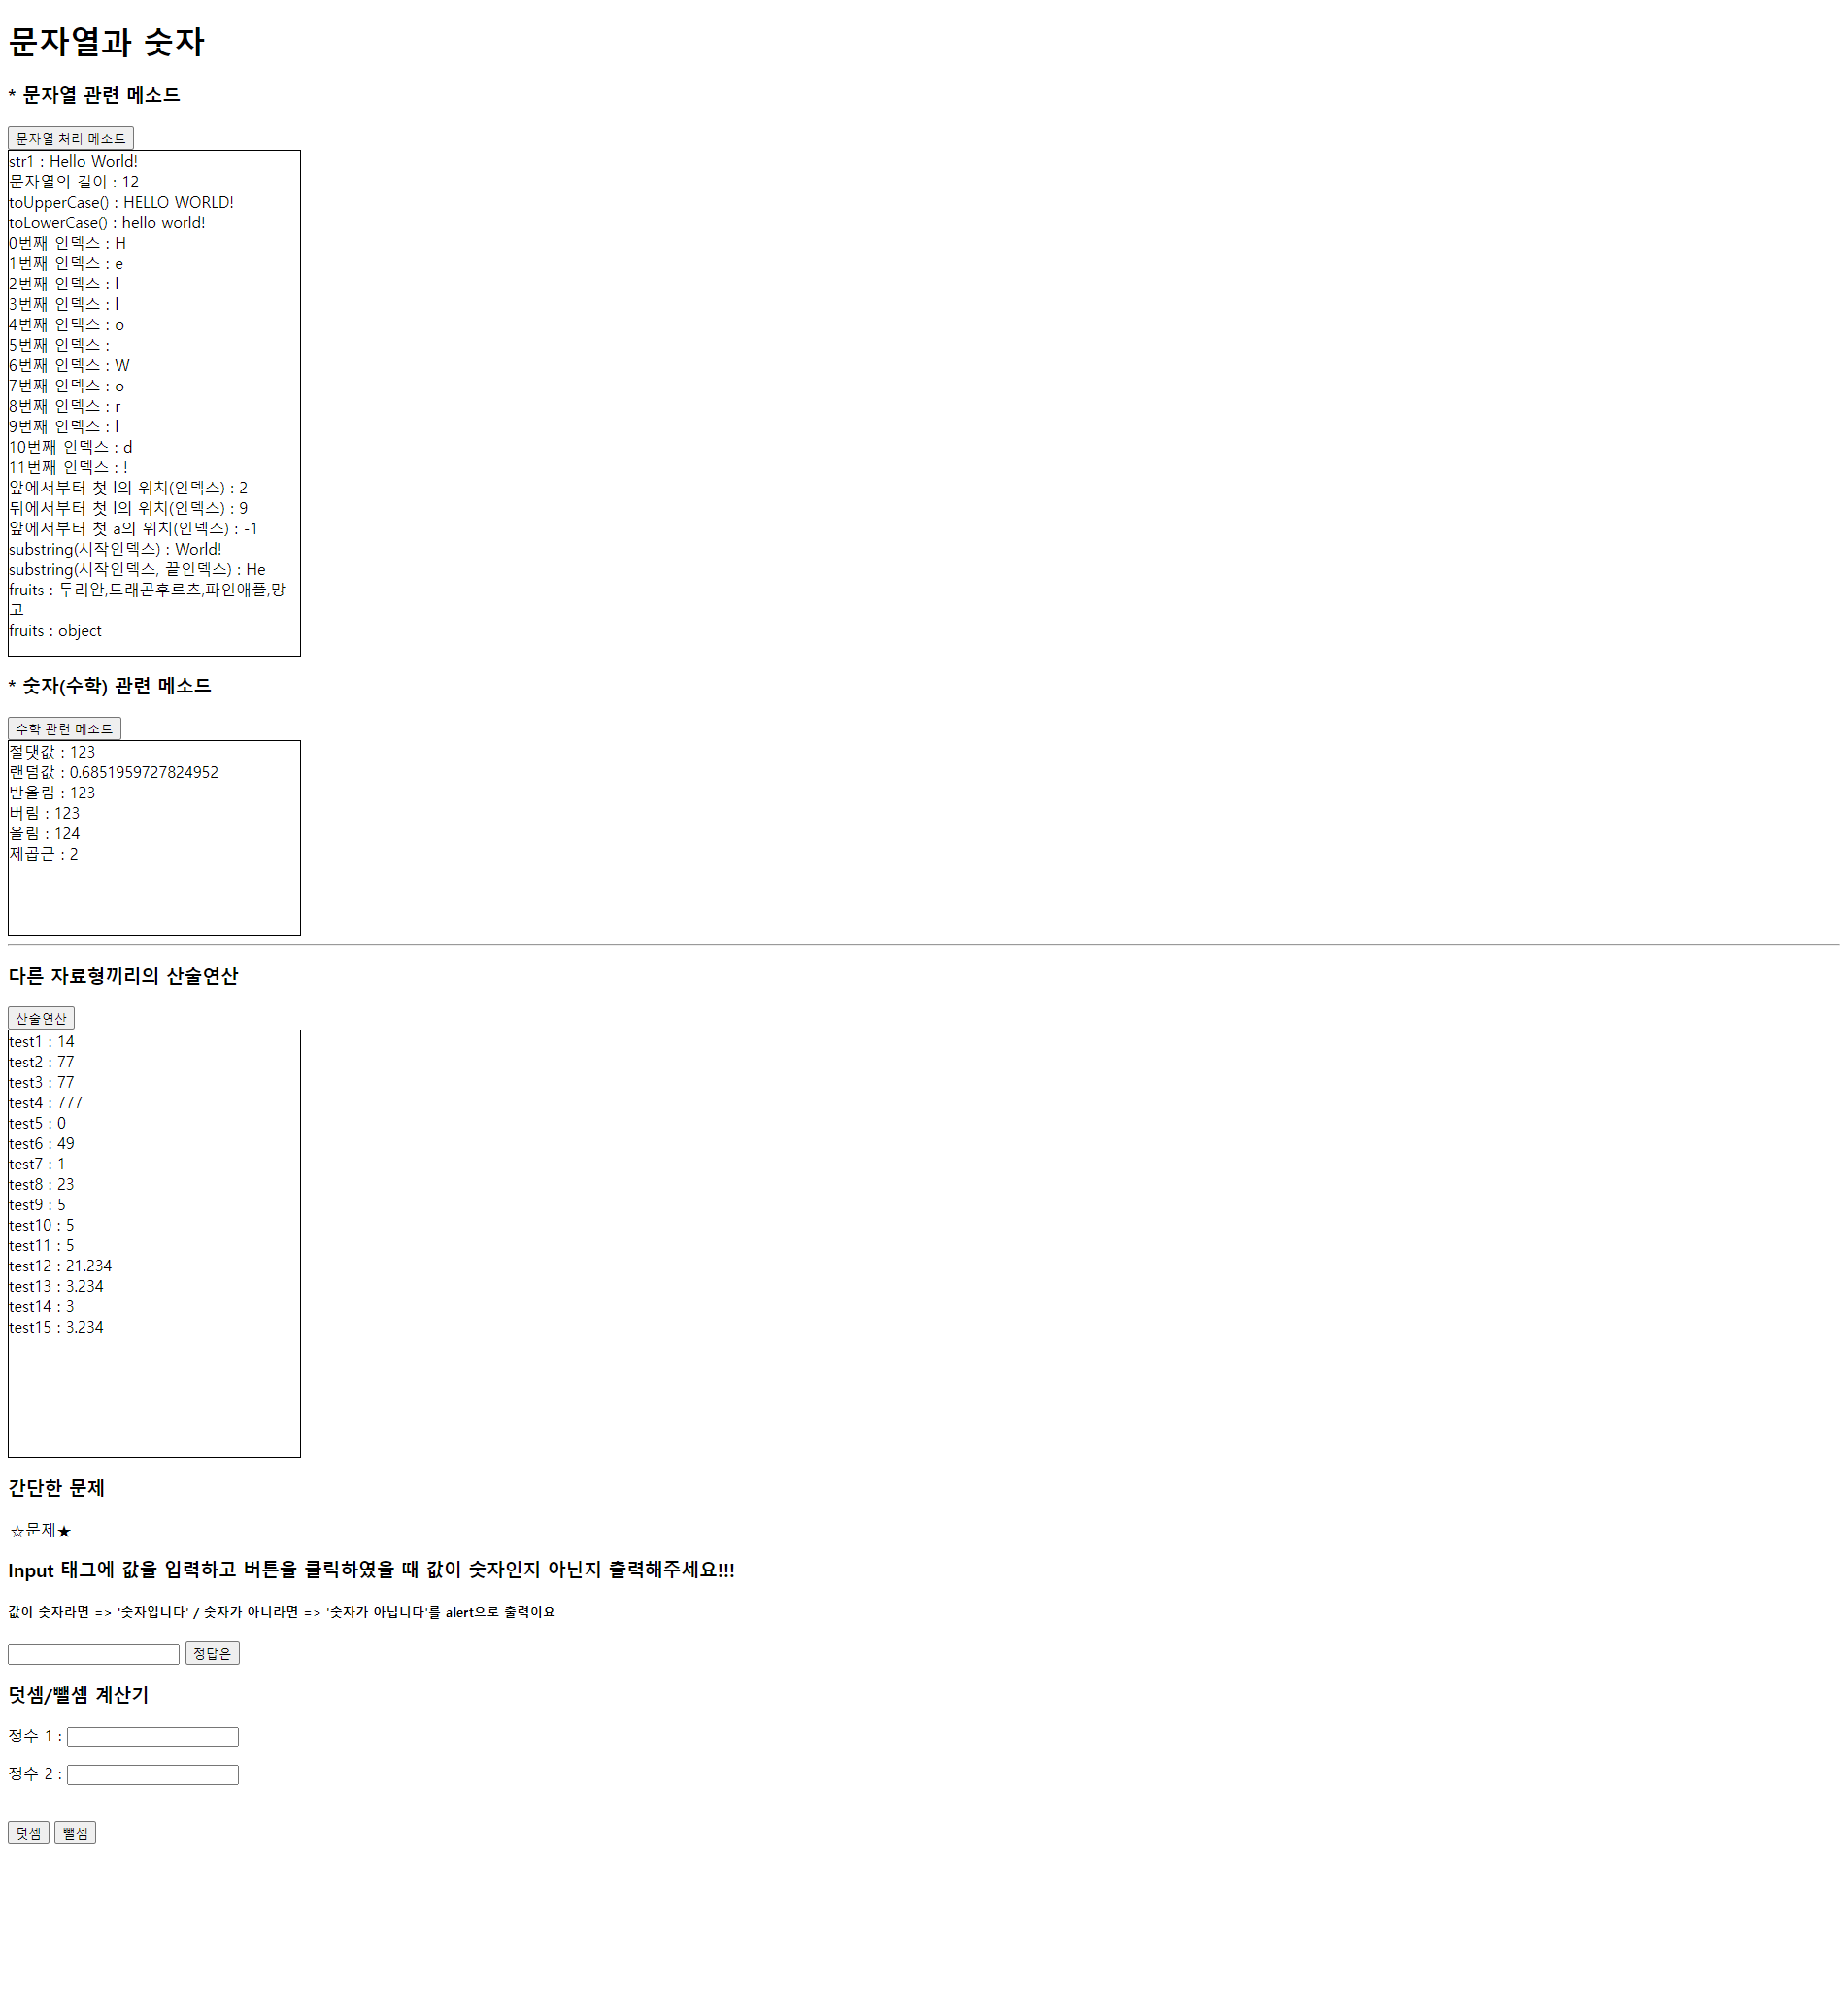 문자열과 숫자
* 문자열 관련 메소드
문자열 처리 메소드
str1 : Hello World!
문자열의 길이 : 12
toUpperCase() : HELLO WORLD!
toLowerCase() : hello world!
0번째 인덱스 : H
1번째 인덱스 : e
2번째 인덱스 : l
3번째 인덱스 : l
4번째 인덱스 : o
5번째 인덱스 :
6번째 인덱스 : W
7번째 인덱스 : o
8번째 인덱스 : r
9번째 인덱스 : l
10번째 인덱스 : d
11번째 인덱스 : !
앞에서부터 첫 l의 위치(인덱스) : 2
뒤에서부터 첫 l의 위치(인덱스) : 9
앞에서부터 첫 a의 위치(인덱스) : -1
substring(시작인덱스) : World!
substring(시작인덱스, 끝인덱스) : He
fruits : 두리안,드래곤후르츠,파인애플,망
고
fruits : object
* 숫자(수학) 관련 메소드
수학 관련 메소드
절댓값 : 123
랜덤값 : 0.6851959727824952
반올림 : 123
버림 : 123
올림 : 124
제곱근 : 2
다른 자료형끼리의 산술연산
산술연산
test1 : 14
test2 : 77
test3 : 77
test4 : 777
test5 : 0
test6 : 49
test7 : 1
test8 : 23
test9 : 5
test10 : 5
test11 : 5
test12 : 21.234
test13 : 3.234
test14 : 3
test15 : 3.234
간단한 문제
☆문제★
Input 태그에 값을 입력하고 버튼을 클릭하였을 때 값이 숫자인지 아닌지 출력해주세요!!!
값이 숫자라면 => '숫자입니다' / 숫자가 아니라면 => '숫자가 아닙니다'를 alert으로 출력이요
정답은
덧셈/뺄셈 계산기
정수 1 :
정수 2 :
덧셈 뺄셈